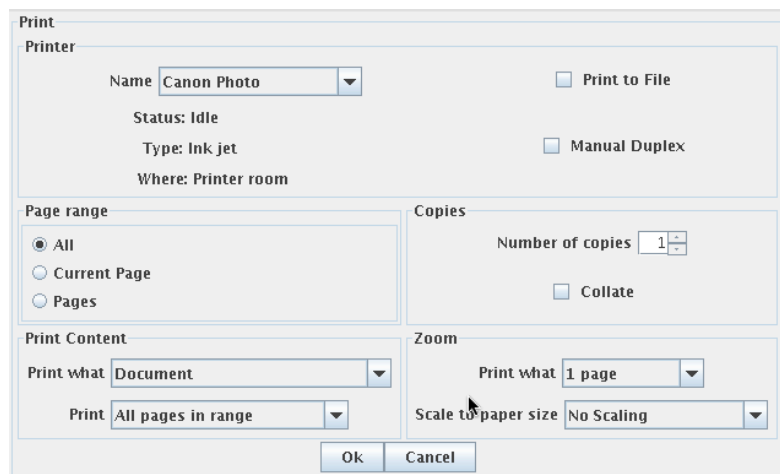 Print
Printer
Name Canon Photo
Print to File
Status: Idle
Type: Ink jet
Manual Duplex
Where: Printer room
Page range
All
Current Page
Pages
Copies
Number of copies 1
Collate
Print Content
Print what Document
Print All pages in range
Zoom
Print what 1 page
Scale to paper size No Scaling
Ok Cancel